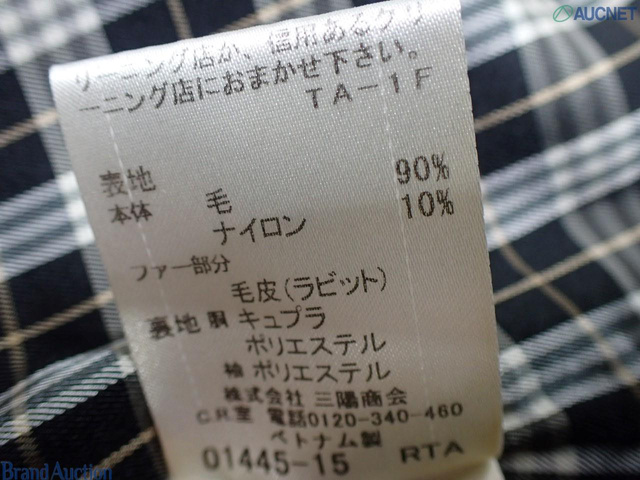 リーニング店か、信用あるクリ
ーニング店におまかせ下さい。
TA-1F
表地 90%
本体 毛 10%
ナイロン
ファー部分
毛皮(ラビット)
裏地 胴 キュプラ
ポリエステル
袖 ポリエステル
株式会社 三陽商会
C.R.室 電話0120-340-460
ベトナム製
01445-15 RTA
AUCNET
Brand Auction